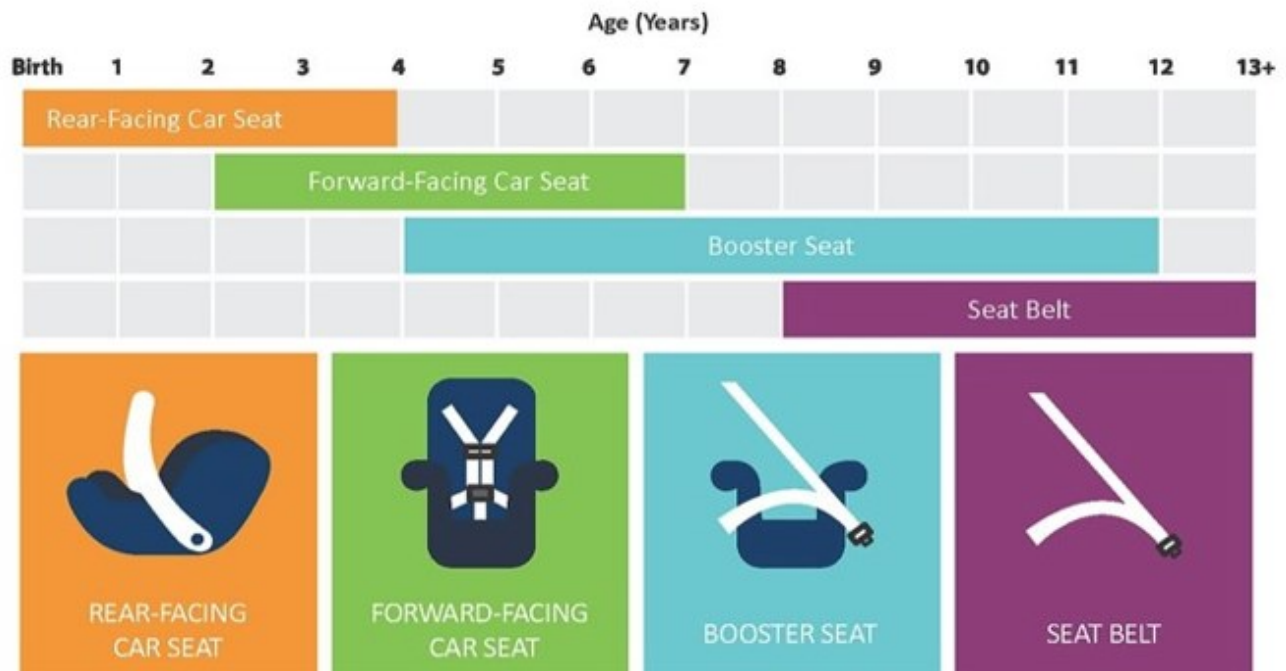 Age (Years)
Birth 1 2 3 4 5 6 7 8 9 10 11 12 13+
Rear-Facing Car Seat
Forward-Facing Car Seat
Booster Seat
Seat Belt
REAR-FACING
CAR SEAT
FORWARD-FACING
CAR SEAT
BOOSTER SEAT
SEAT BELT